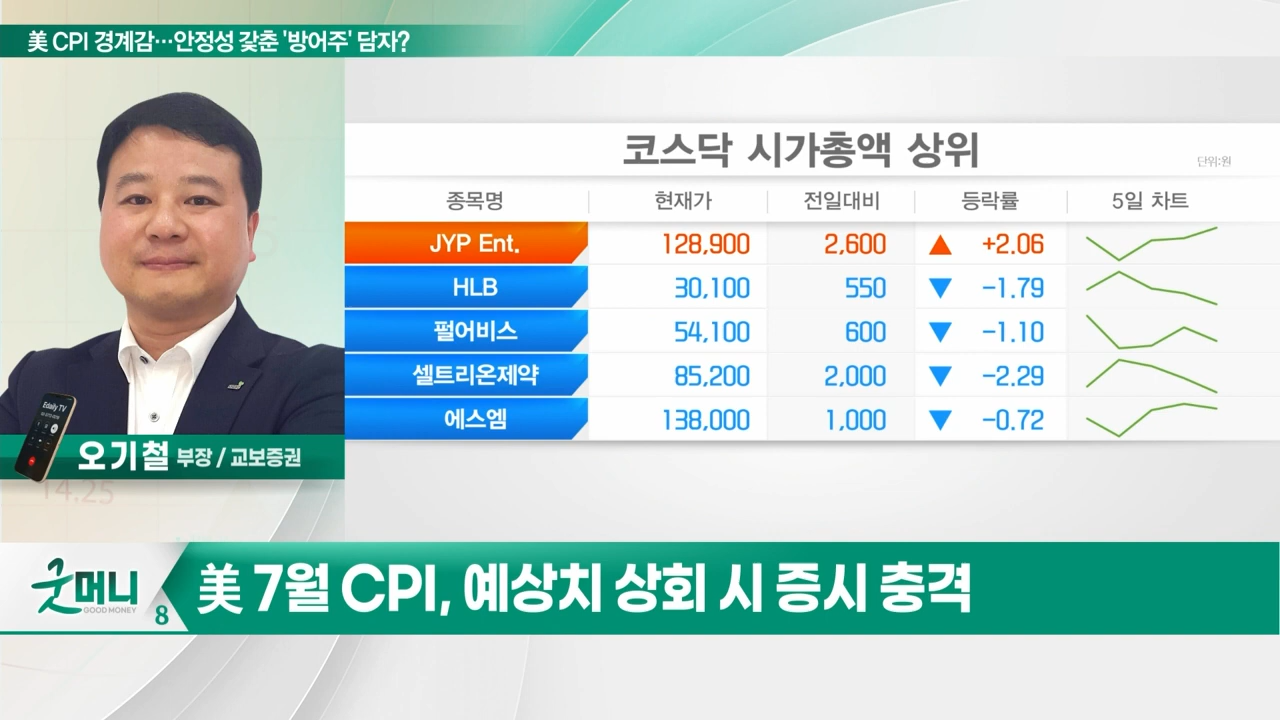 美 CPI 경계감…안정성 갖춘 '방어주' 담자?
코스닥 시가총액 상위
단위:원
종목명 현재가 전일대비 등락률 5일 차트
JYP Ent. 128,900 2,600 ▲ +2.06
HLB 30,100 550 ▼ -1.79
펄어비스 54,100 600 ▼ -1.10
셀트리온제약 85,200 2,000 ▼ -2.29
에스엠 138,000 1,000 ▼ -0.72
Edaily TV
오기철 부장 / 교보증권
14.25
굿머니
GOOD MONEY
8
美 7월 CPI, 예상치 상회 시 증시 충격